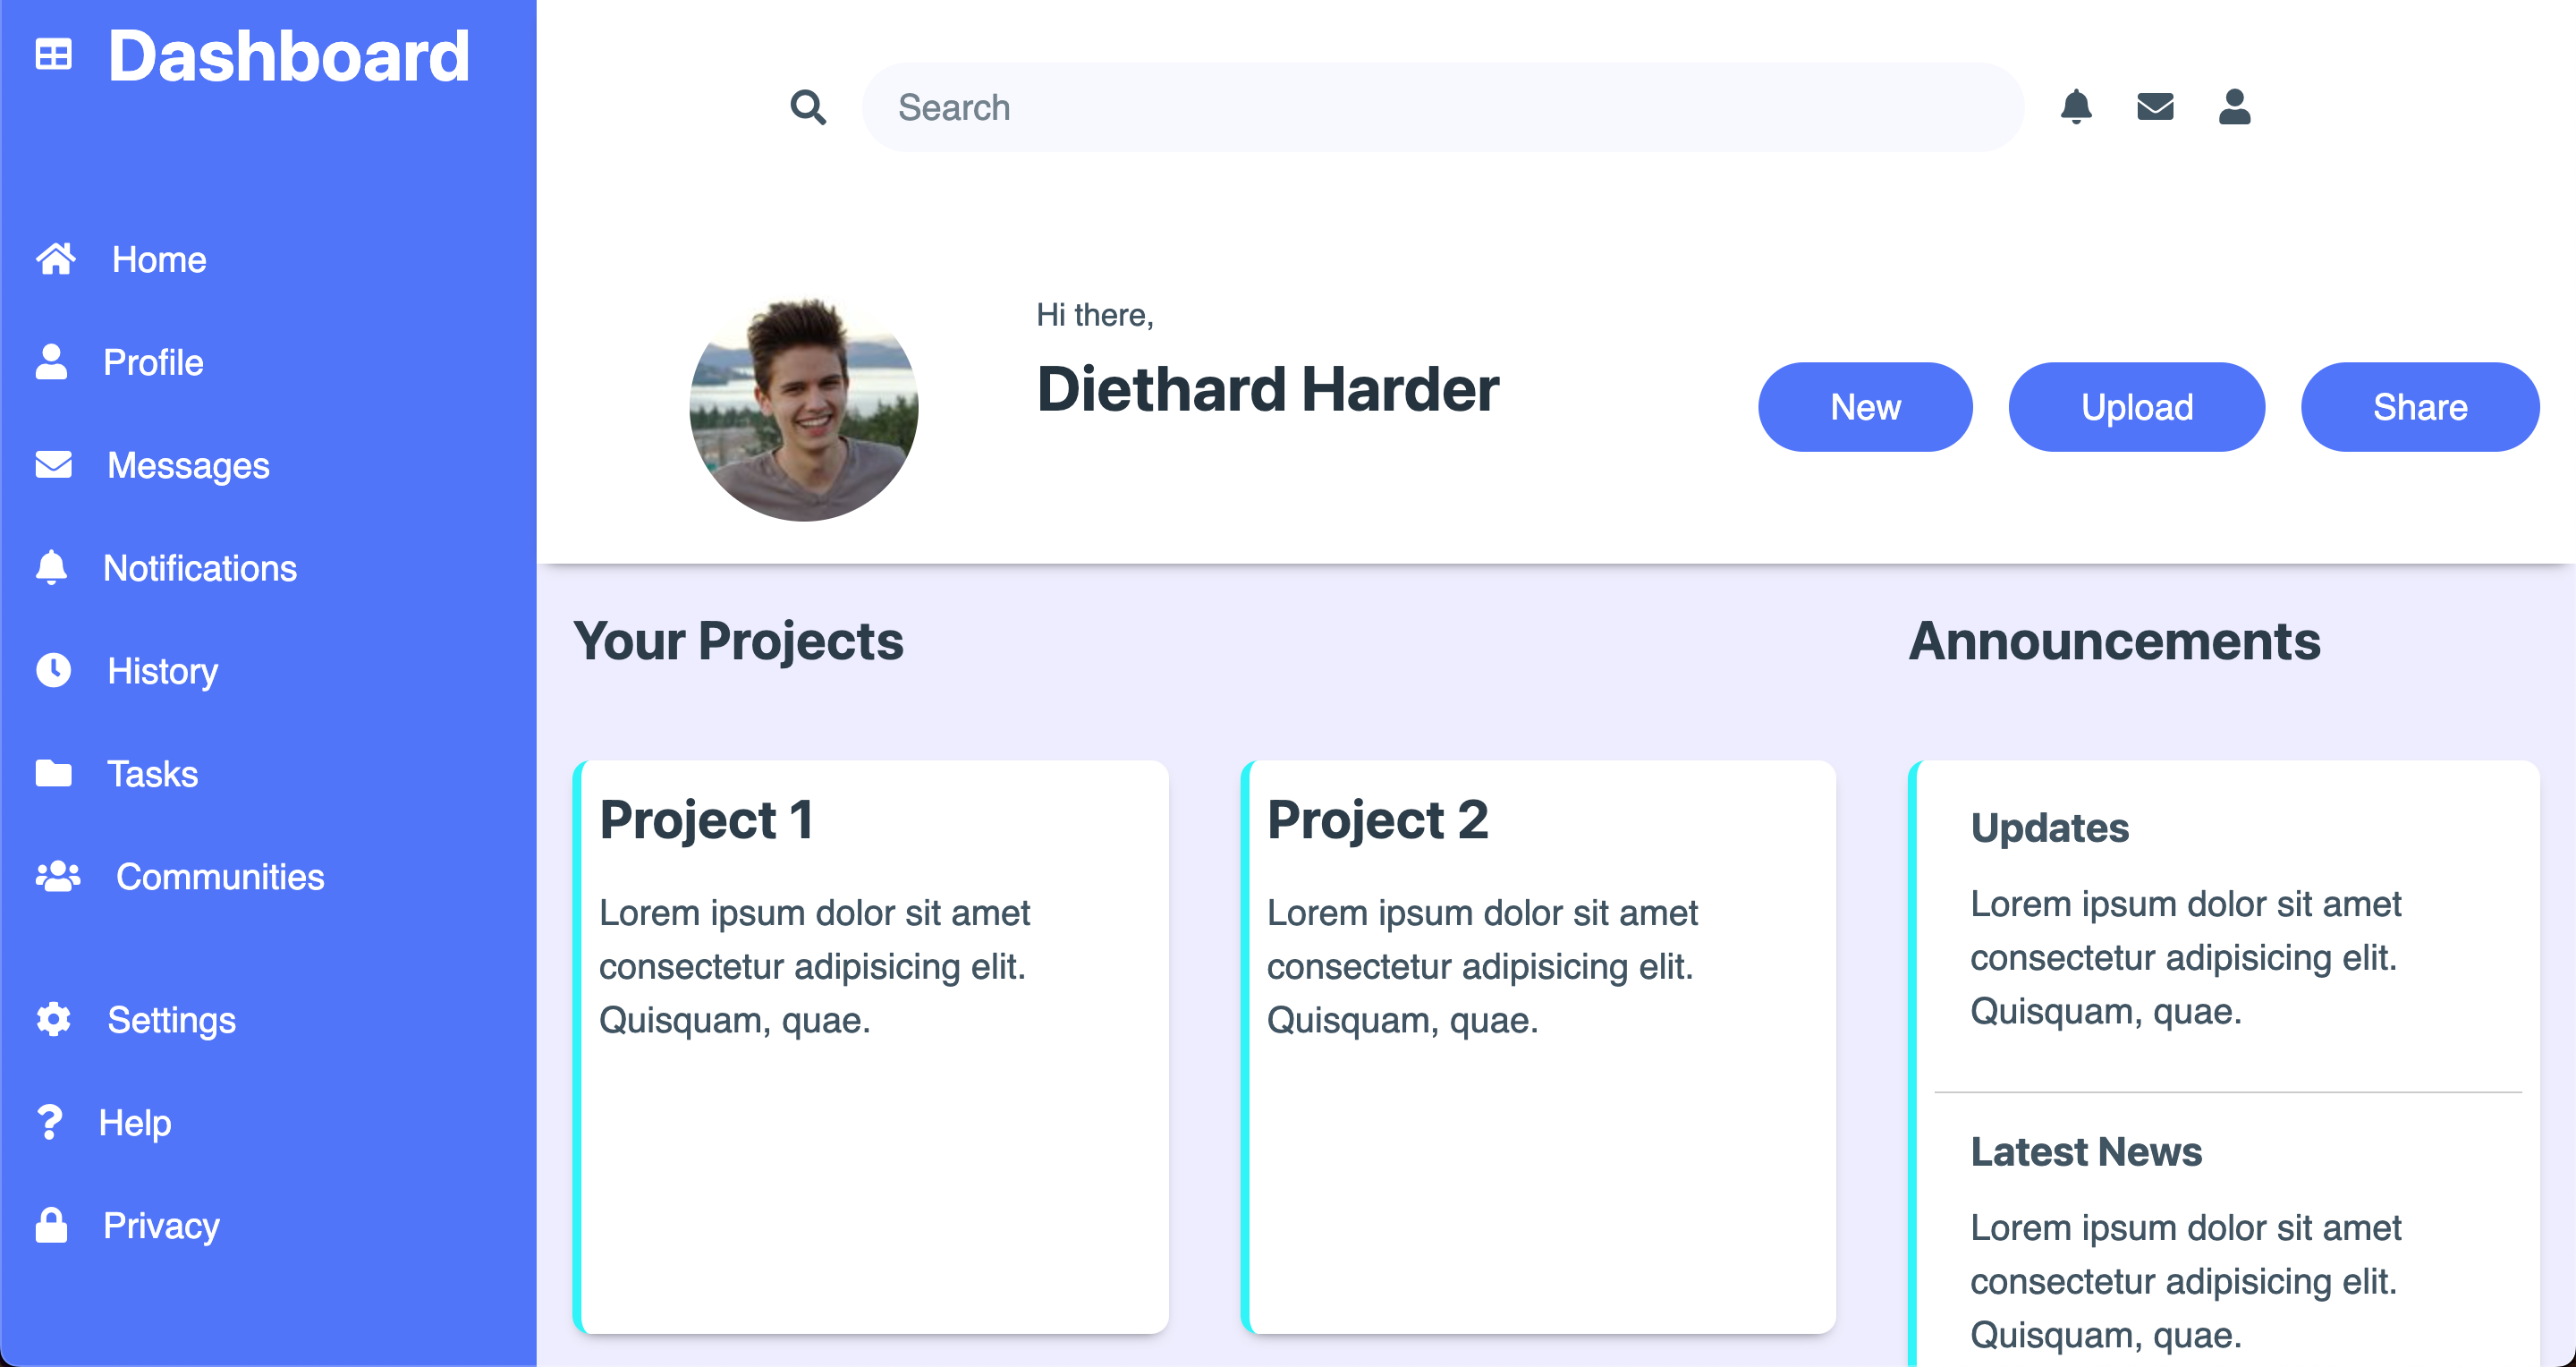 Dashboard
Home
Profile
Messages
Notifications
History
Tasks
Communities
Settings
Help
Privacy
Search
Hi there,
Diethard Harder
New
Upload
Share
Your Projects
Project 1
Lorem ipsum dolor sit amet
consectetur adipisicing elit.
Quisquam, quae.
Project 2
Lorem ipsum dolor sit amet
consectetur adipisicing elit.
Quisquam, quae.
Announcements
Updates
Lorem ipsum dolor sit amet
consectetur adipisicing elit.
Quisquam, quae.
Latest News
Lorem ipsum dolor sit amet
consectetur adipisicing elit.
Quisquam, quae.